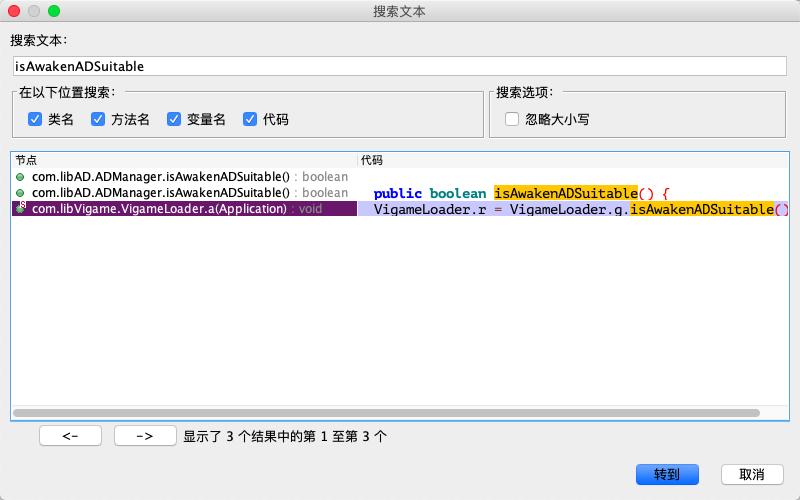 搜索文本
搜索文本:
isAwakenADSuitable
在以下位置搜索:
搜索选项:
类名 方法名 变量名 代码
忽略大小写
节点 代码
com.libAD.ADManager.isAwakenADSuitable() : boolean
com.libAD.ADManager.isAwakenADSuitable() : boolean public boolean isAwakenADSuitable() {
com.libVigame.VigameLoader.a(Application) : void VigameLoader.r = VigameLoader.g.isAwakenADSuitable()
<- -> 显示了 3 个结果中的第 1 至第 3 个
转到 取消